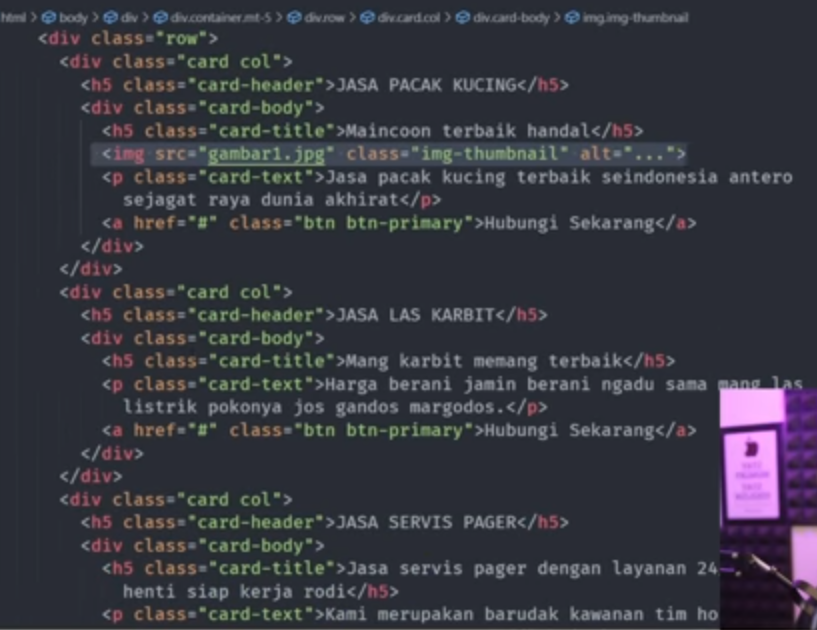 html > body > div > div.container.mt-5 > div.row > div.card.col > div.card-body > img.img-thumbnail
<div class="row">
<div class="card col">
<h5 class="card-header">JASA PACAK KUCING</h5>
<div class="card-body">
<h5 class="card-title">Maincoon terbaik handal</h5>
<img src="gambar1.jpg" class="img-thumbnail" alt="...">
<p class="card-text">Jasa pacak kucing terbaik seindonesia antero
sejagat raya dunia akhirat</p>
<a href="#" class="btn btn-primary">Hubungi Sekarang</a>
</div>
</div>
<div class="card col">
<h5 class="card-header">JASA LAS KARBIT</h5>
<div class="card-body">
<h5 class="card-title">Mang karbit memang terbaik</h5>
<p class="card-text">Harga berani jamin berani ngadu sama mang las
listrik pokonya jos gandos margodos.</p>
<a href="#" class="btn btn-primary">Hubungi Sekarang</a>
</div>
</div>
<div class="card col">
<h5 class="card-header">JASA SERVIS PAGER</h5>
<div class="card-body">
<h5 class="card-title">Jasa servis pager dengan layanan 24
henti siap kerja rodi</h5>
<p class="card-text">Kami merupakan barudak kawanan tim ho